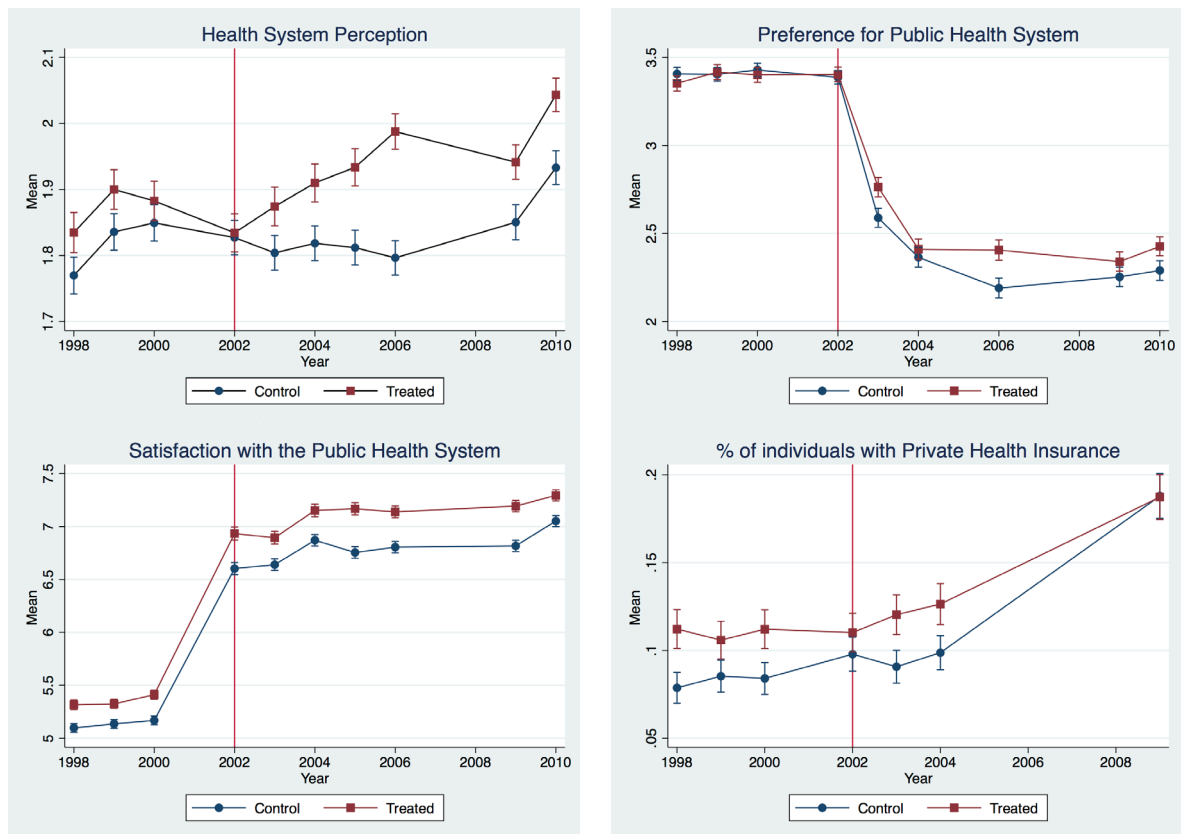 Health System Perception
Mean
2.1
2
1.9
1.8
1.7
1998 2000 2002 2004 2006 2008 2010
Year
Control Treated
Preference for Public Health System
Mean
3.5
3
2.5
2
1998 2000 2002 2004 2006 2008 2010
Year
Control Treated
Satisfaction with the Public Health System
Mean
7.5
7
6.5
6
5.5
5
1998 2000 2002 2004 2006 2008 2010
Year
Control Treated
% of individuals with Private Health Insurance
Mean
.2
.15
.1
.05
1998 2000 2002 2004 2006 2008
Year
Control Treated